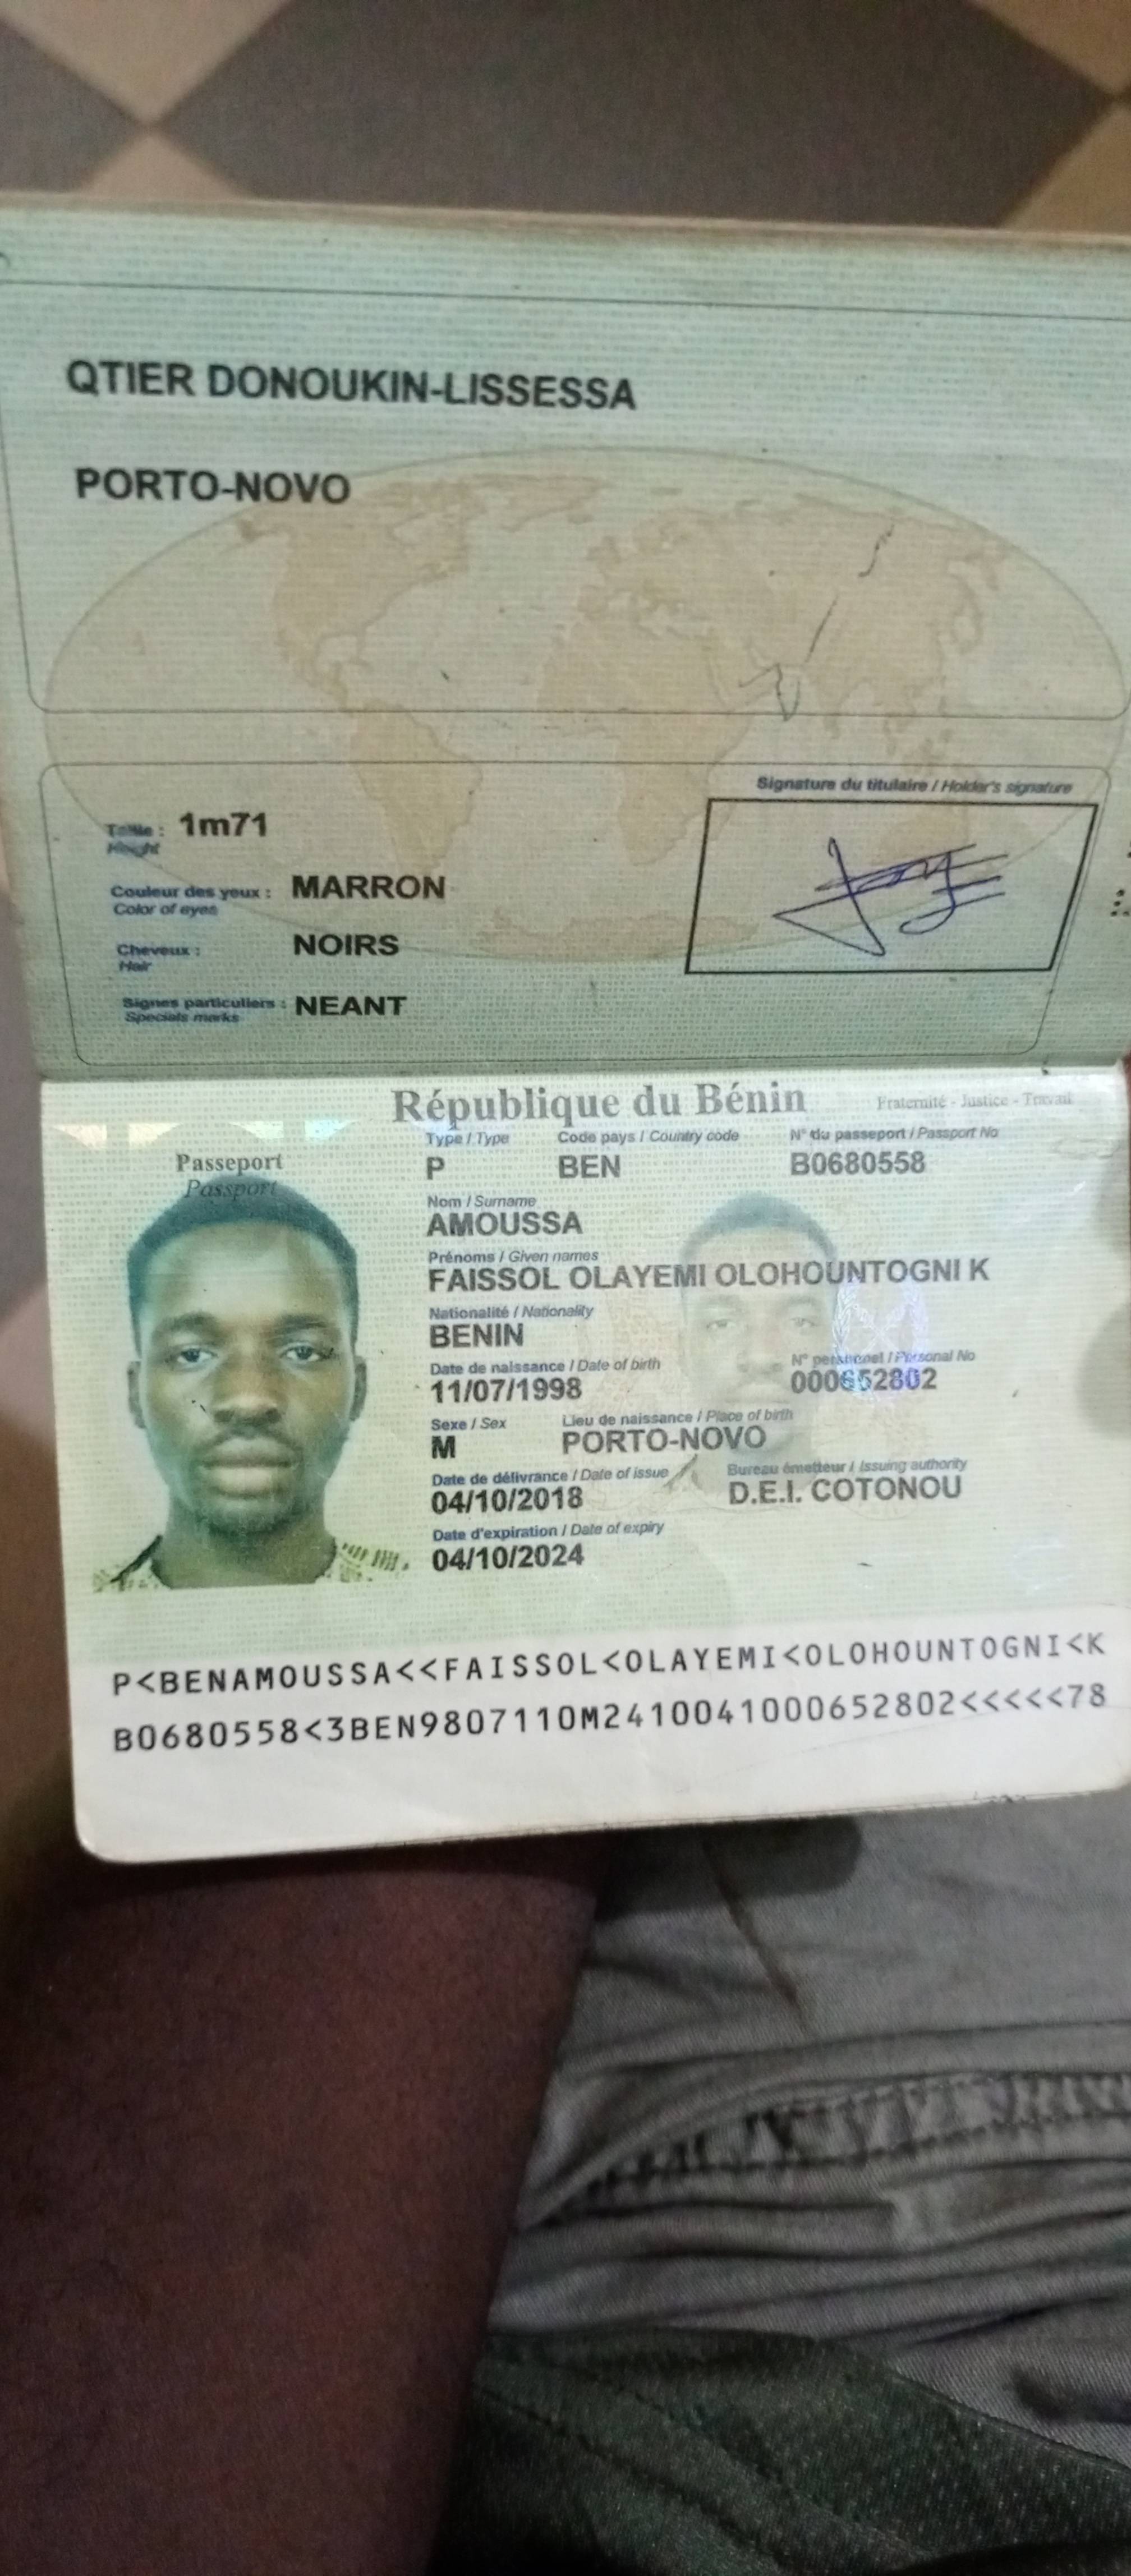 QTIER DONOUKIN-LISSESSA
PORTO-NOVO
Signature du titulaire / Holder's signature
Taille : 1m71
Height
Couleur des yeux : MARRON
Color of eyes
Cheveux : NOIRS
Hair
Signes particuliers : NEANT
Specials marks
République du Bénin Fraternité - Justice - Travail
Passeport
Passport
Type / Type Code pays / Country code N° du passeport / Passport No
P BEN B0680558
Nom / Surname
AMOUSSA
Prénoms / Given names
FAISSOL OLAYEMI OLOHOUNTOGNI K
Nationalité / Nationality
BENIN
Date de naissance / Date of birth N° personnel / Personal No
11/07/1998 000652802
Sexe / Sex Lieu de naissance / Place of birth
M PORTO-NOVO
Date de délivrance / Date of issue Bureau émetteur / Issuing authority
04/10/2018 D.E.I. COTONOU
Date d'expiration / Date of expiry
04/10/2024
P<BENAMOUSSA<<FAISSOL<OLAYEMI<OLOHOUNTOGNI<K
B0680558<3BEN9807110M2410041000652802<<<<<78